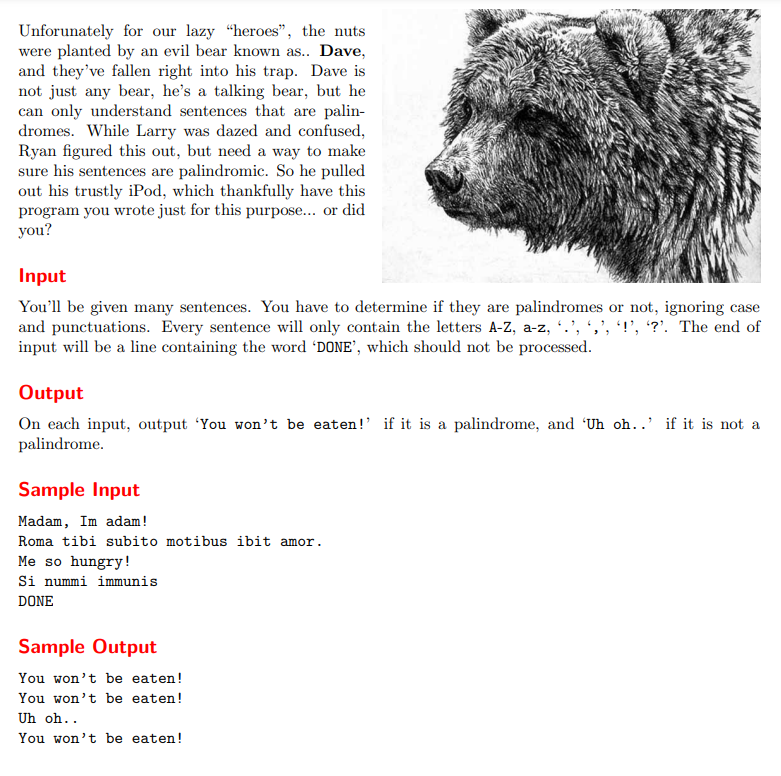 Unforunately for our lazy “heroes”, the nuts
were planted by an evil bear known as.. Dave,
and they’ve fallen right into his trap. Dave is
not just any bear, he’s a talking bear, but he
can only understand sentences that are palin-
dromes. While Larry was dazed and confused,
Ryan figured this out, but need a way to make
sure his sentences are palindromic. So he pulled
out his trustly iPod, which thankfully have this
program you wrote just for this purpose... or did
you?
Input
You’ll be given many sentences. You have to determine if they are palindromes or not, ignoring case
and punctuations. Every sentence will only contain the letters A-Z, a-z, ‘.’, ‘,’, ‘!’, ‘?’. The end of
input will be a line containing the word ‘DONE’, which should not be processed.
Output
On each input, output ‘You won’t be eaten!’ if it is a palindrome, and ‘Uh oh..’ if it is not a
palindrome.
Sample Input
Madam, Im adam!
Roma tibi subito motibus ibit amor.
Me so hungry!
Si nummi immunis
DONE
Sample Output
You won’t be eaten!
You won’t be eaten!
Uh oh..
You won’t be eaten!